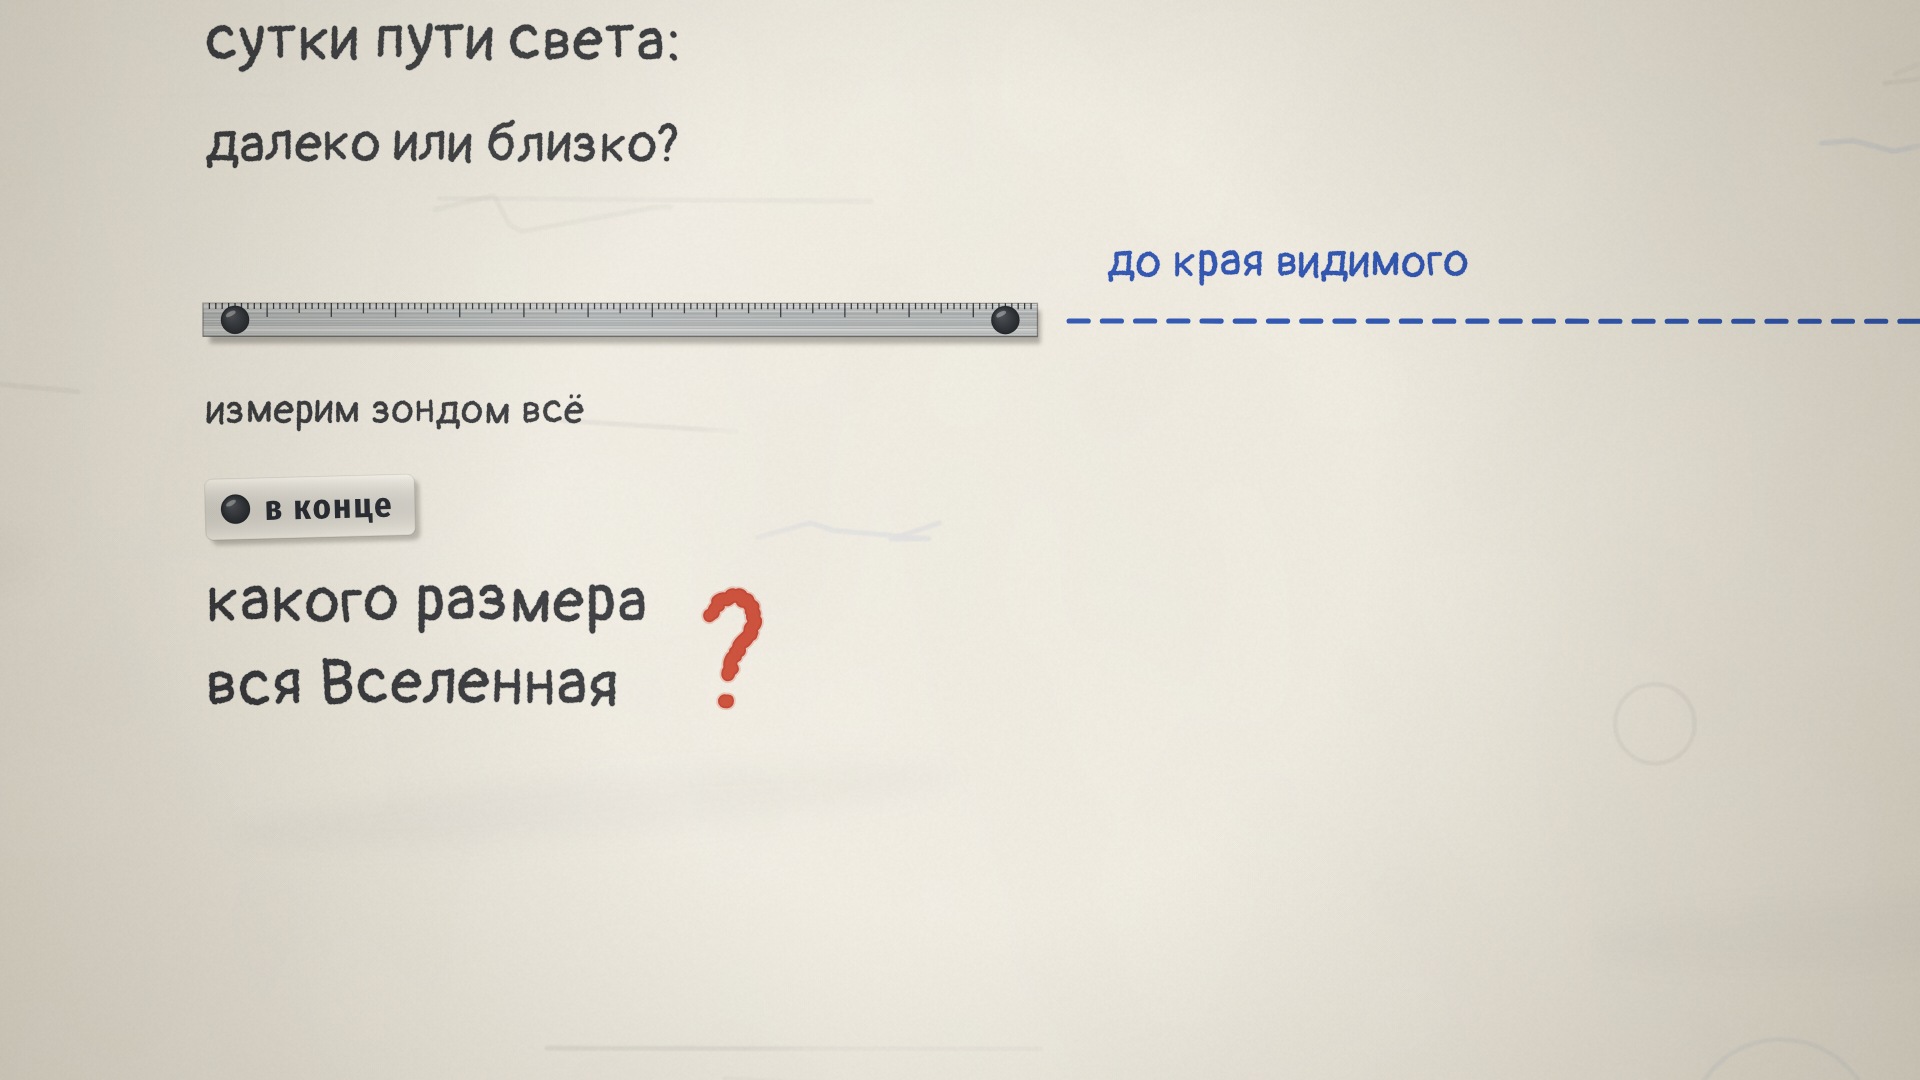 сутки пути света:
далеко или близко?
до края видимого
измерим зондом всё
в конце
какого размера
вся Вселенная
?